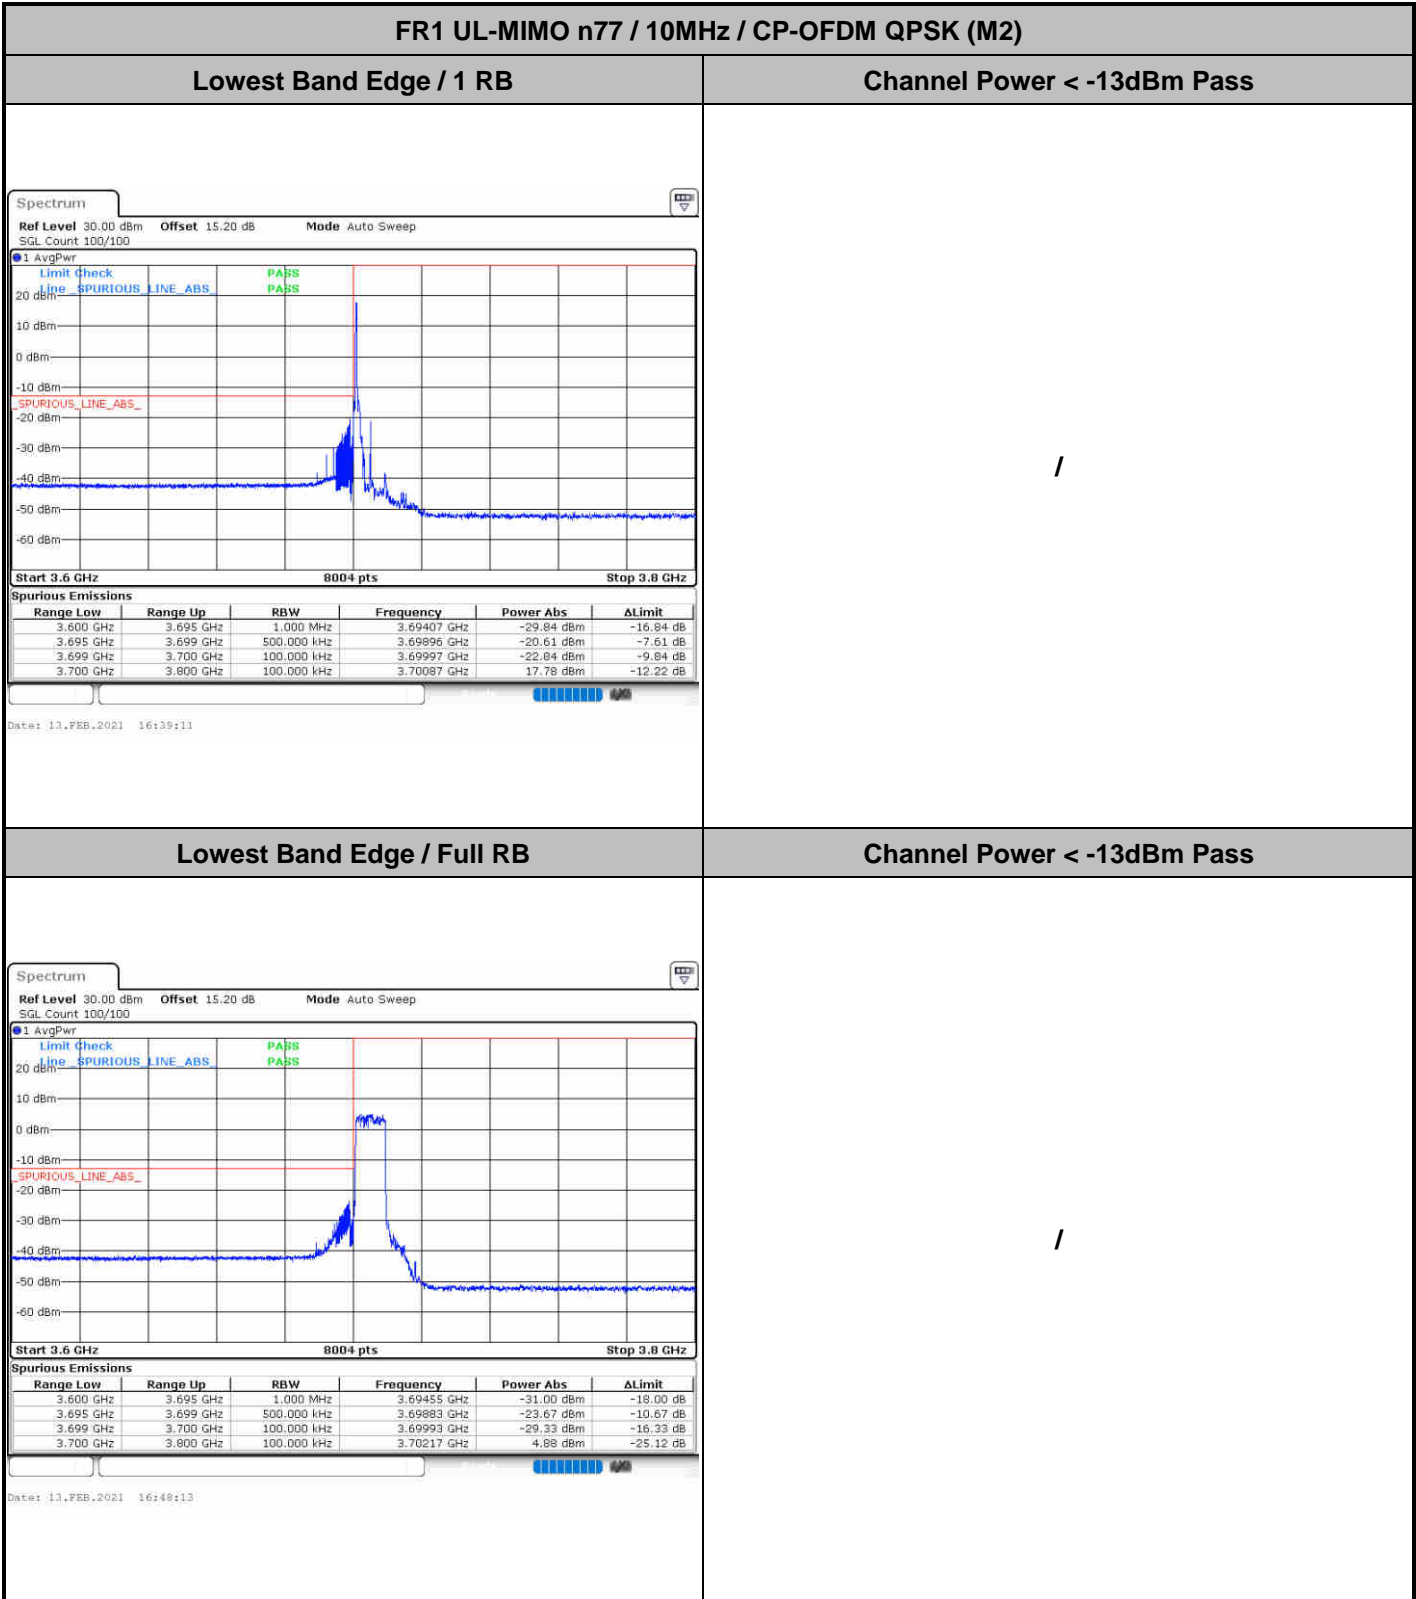 FR1 UL-MIMO n77 / 10MHz / CP-OFDM QPSK (M2)
Lowest Band Edge / 1 RB Channel Power < -13dBm Pass
Spectrum
Ref Level 30.00 dBm Offset 15.20 dB Mode Auto Sweep
SGL Count 100/100
1 AvgPwr
Limit Check PASS
Line _SPURIOUS_LINE_ABS_ PASS
20 dBm
10 dBm
0 dBm
-10 dBm
_SPURIOUS_LINE_ABS_
-20 dBm
-30 dBm
-40 dBm
-50 dBm
-60 dBm
Start 3.6 GHz 8004 pts Stop 3.8 GHz
Spurious Emissions
Range Low Range Up RBW Frequency Power Abs ΔLimit
3.600 GHz 3.695 GHz 1.000 MHz 3.69407 GHz -29.84 dBm -16.84 dB
3.695 GHz 3.699 GHz 500.000 kHz 3.69896 GHz -20.61 dBm -7.61 dB
3.699 GHz 3.700 GHz 100.000 kHz 3.69997 GHz -22.84 dBm -9.84 dB
3.700 GHz 3.800 GHz 100.000 kHz 3.70087 GHz 17.78 dBm -12.22 dB
Date: 13.FEB.2021 16:39:11
/
Lowest Band Edge / Full RB Channel Power < -13dBm Pass
Spectrum
Ref Level 30.00 dBm Offset 15.20 dB Mode Auto Sweep
SGL Count 100/100
1 AvgPwr
Limit Check PASS
Line _SPURIOUS_LINE_ABS_ PASS
20 dBm
10 dBm
0 dBm
-10 dBm
_SPURIOUS_LINE_ABS_
-20 dBm
-30 dBm
-40 dBm
-50 dBm
-60 dBm
Start 3.6 GHz 8004 pts Stop 3.8 GHz
Spurious Emissions
Range Low Range Up RBW Frequency Power Abs ΔLimit
3.600 GHz 3.695 GHz 1.000 MHz 3.69455 GHz -31.00 dBm -18.00 dB
3.695 GHz 3.699 GHz 500.000 kHz 3.69883 GHz -23.67 dBm -10.67 dB
3.699 GHz 3.700 GHz 100.000 kHz 3.69993 GHz -29.33 dBm -16.33 dB
3.700 GHz 3.800 GHz 100.000 kHz 3.70217 GHz 4.88 dBm -25.12 dB
Date: 13.FEB.2021 16:48:13
/